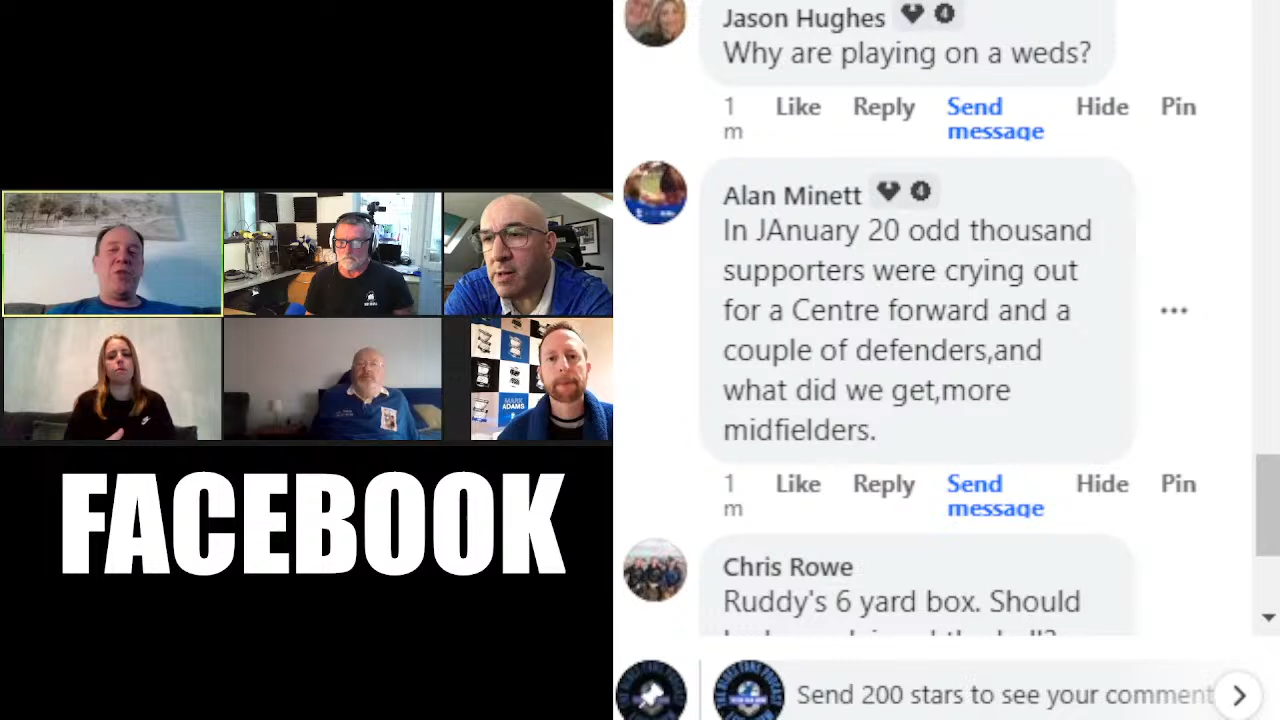 Jason Hughes
Why are playing on a weds?
1 m Like Reply Send message Hide Pin
Alan Minett
In JAnuary 20 odd thousand
supporters were crying out
for a Centre forward and a
couple of defenders,and
what did we get,more
midfielders.
1 m Like Reply Send message Hide Pin
Chris Rowe
Ruddy's 6 yard box. Should
Send 200 stars to see your comment
MARK
ADAMS
FACEBOOK